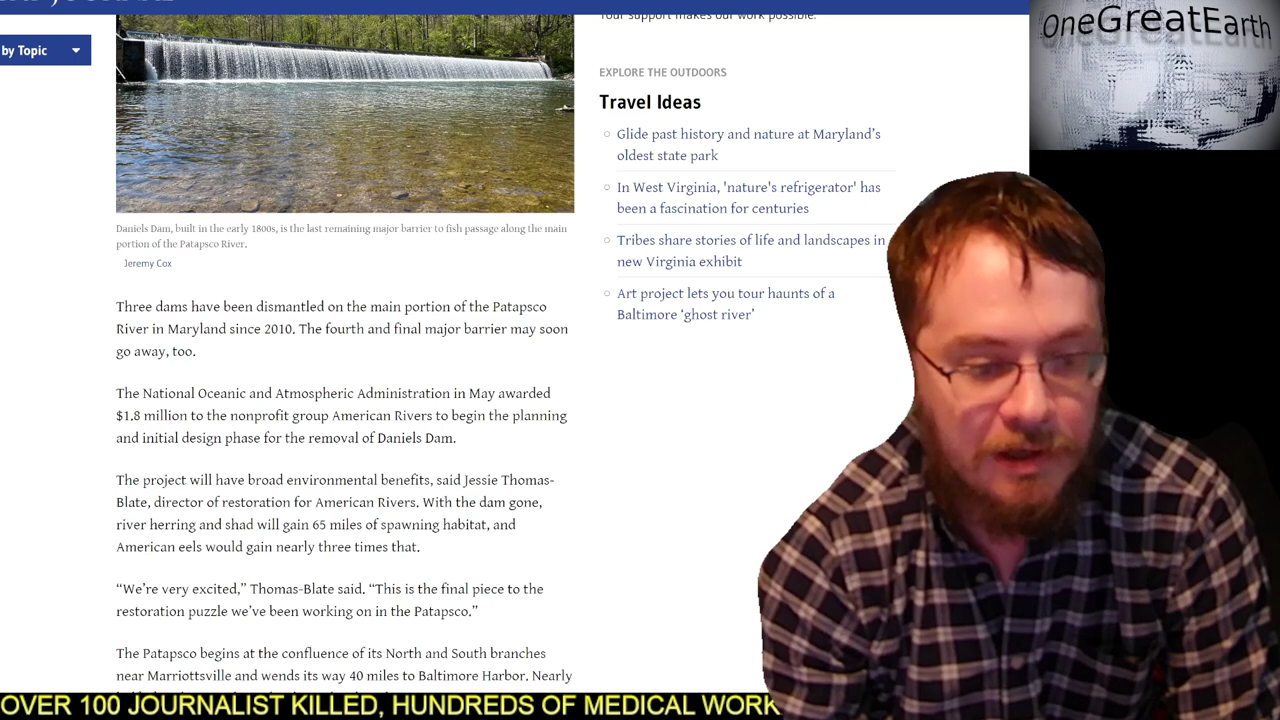 by Topic
Your support makes our work possible.
OneGreatEarth
EXPLORE THE OUTDOORS
Travel Ideas
Glide past history and nature at Maryland’s
oldest state park
In West Virginia, 'nature's refrigerator' has
been a fascination for centuries
Tribes share stories of life and landscapes in
new Virginia exhibit
Art project lets you tour haunts of a
Baltimore ‘ghost river’
Daniels Dam, built in the early 1800s, is the last remaining major barrier to fish passage along the main
portion of the Patapsco River.
Jeremy Cox
Three dams have been dismantled on the main portion of the Patapsco
River in Maryland since 2010. The fourth and final major barrier may soon
go away, too.
The National Oceanic and Atmospheric Administration in May awarded
$1.8 million to the nonprofit group American Rivers to begin the planning
and initial design phase for the removal of Daniels Dam.
The project will have broad environmental benefits, said Jessie Thomas-
Blate, director of restoration for American Rivers. With the dam gone,
river herring and shad will gain 65 miles of spawning habitat, and
American eels would gain nearly three times that.
“We’re very excited,” Thomas-Blate said. “This is the final piece to the
restoration puzzle we’ve been working on in the Patapsco.”
The Patapsco begins at the confluence of its North and South branches
near Marriottsville and wends its way 40 miles to Baltimore Harbor. Nearly
OVER 100 JOURNALIST KILLED, HUNDREDS OF MEDICAL WORK